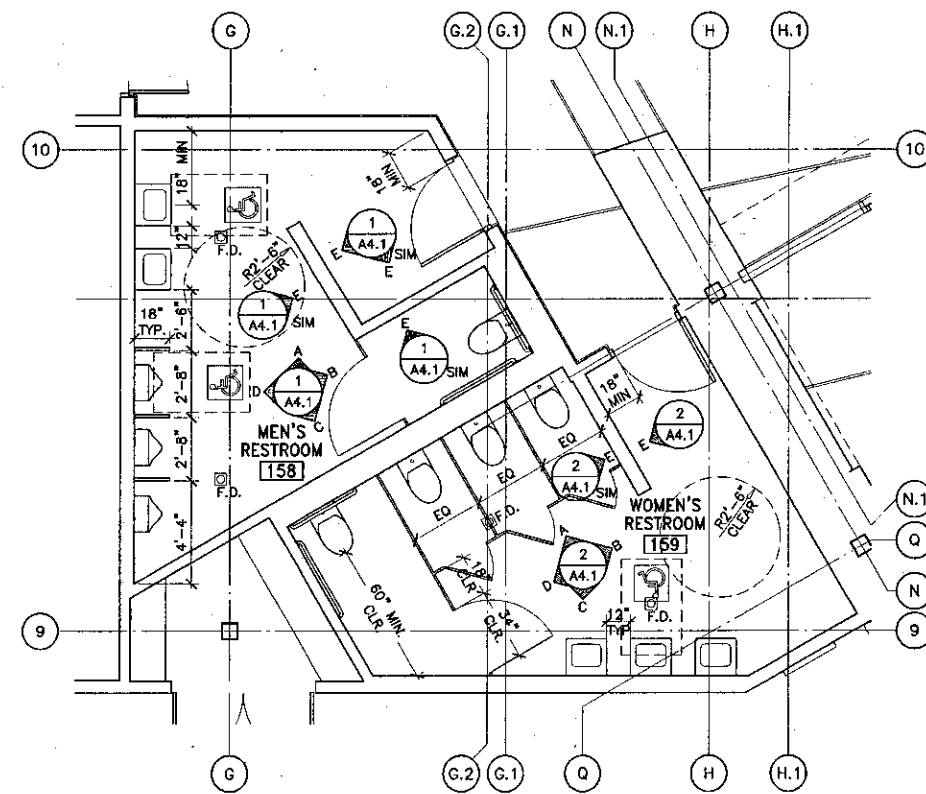 G
G.2
G.1
N
N.1
H
H.1
10
10
MIN
18"
12"
18" MIN
F.D.
R2'-6"
CLEAR
1
A4.1
E
E
SIM
1
A4.1
E
SIM
18"
TYP.
2'-6"
2'-8"
2'-8"
4'-4"
1
A4.1
E
SIM
A
B
C
D
1
A4.1
MEN'S
RESTROOM
158
F.D.
18"
MIN
2
A4.1
E
EQ
EQ
EQ
2
A4.1
E
SIM
F.D.
WOMEN'S
RESTROOM
159
R2'-6"
CLEAR
A
B
C
D
2
A4.1
18"
CLR.
34"
CLR.
60" MIN.
CLR.
F.D.
12"
TYP
N.1
Q
N
9
9
G
G.2
G.1
Q
H
H.1